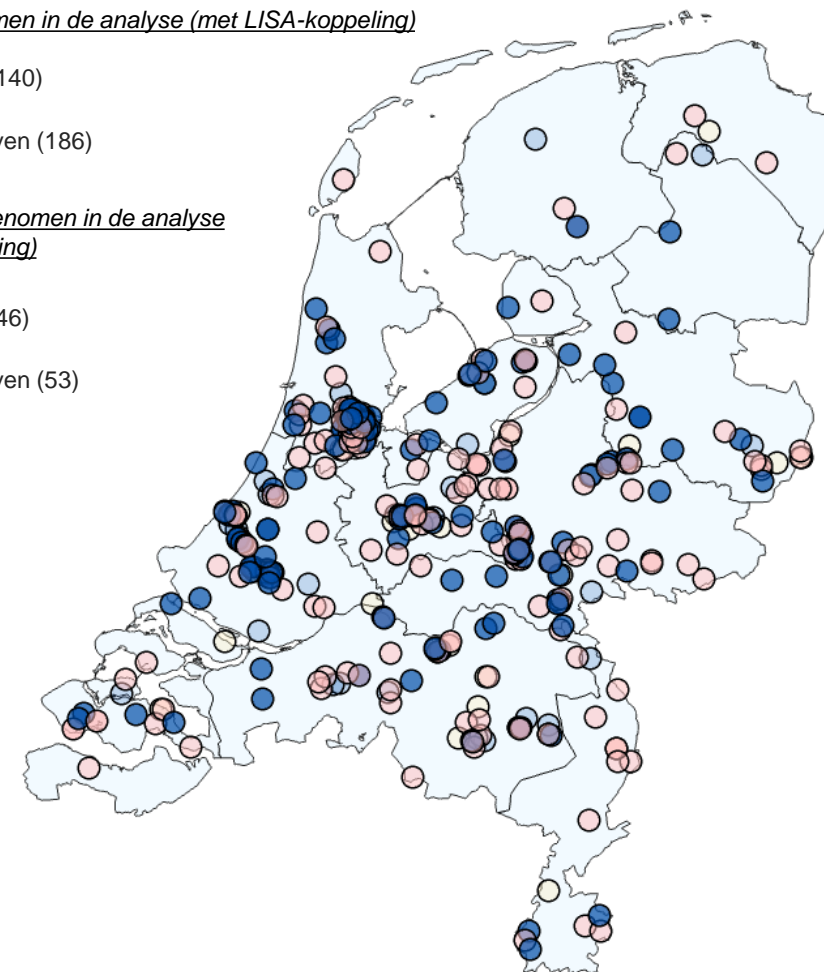 men in de analyse (met LISA-koppeling)
140)
ven (186)
enomen in de analyse
ing)
46)
ven (53)